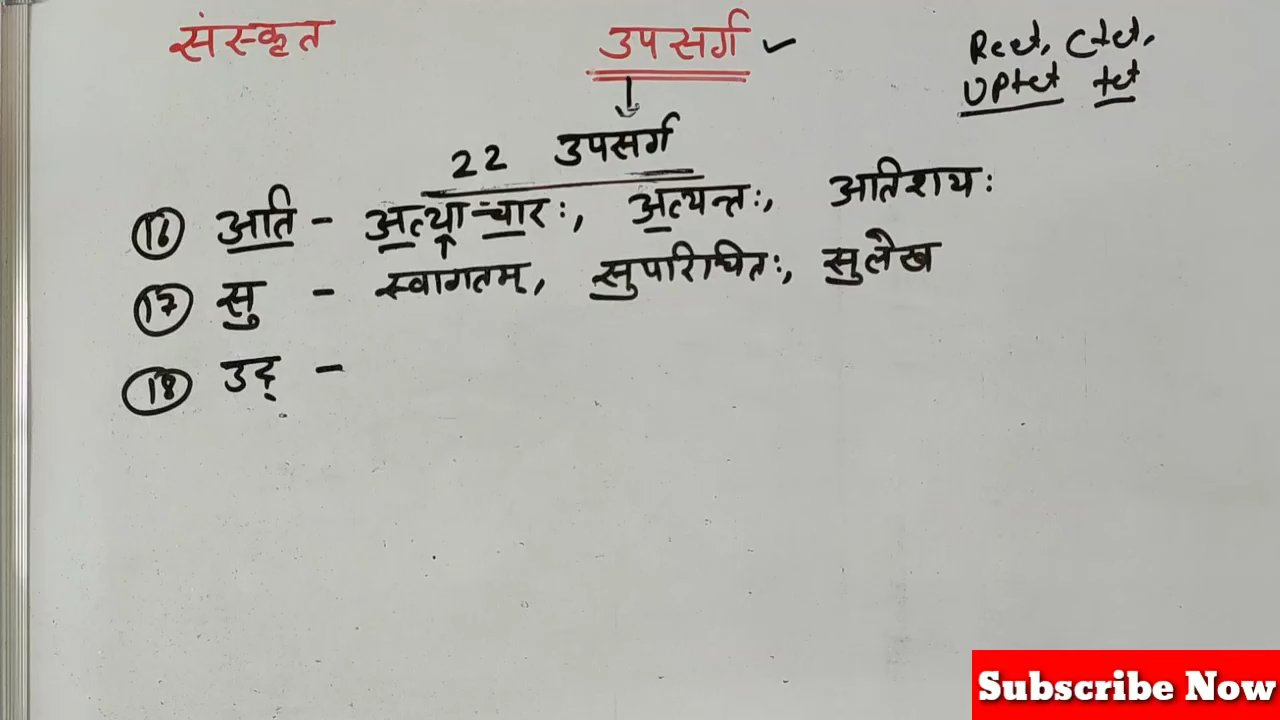 संस्कृत
उपसर्ग
Reet, Ctet,
UPtet tet
22 उपसर्ग
16 अति - अत्याचारः, अत्यन्तः, अतिशयः
17 सु - स्वागतम्, सुपरिचितः, सुलेख
18 उद् -
Subscribe Now